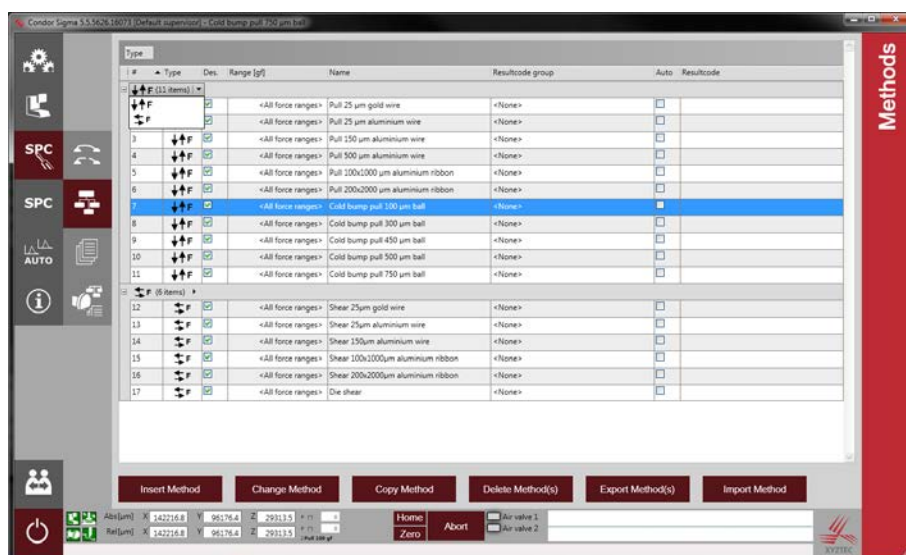 Condor Sigma 5.5.5626.16073 [Default supervisor] - Cold bump pull 750 µm ball
Methods
Type
# Type Des. Range [gf] Name Resultcode group Auto Resultcode
F (11 items)
F <All force ranges> Pull 25 µm gold wire <None>
F <All force ranges> Pull 25 µm aluminium wire <None>
3 F <All force ranges> Pull 150 µm aluminium wire <None>
4 F <All force ranges> Pull 500 µm aluminium wire <None>
5 F <All force ranges> Pull 100x1000 µm aluminium ribbon <None>
6 F <All force ranges> Pull 200x2000 µm aluminium ribbon <None>
7 F <All force ranges> Cold bump pull 100 µm ball <None>
8 F <All force ranges> Cold bump pull 300 µm ball <None>
9 F <All force ranges> Cold bump pull 450 µm ball <None>
10 F <All force ranges> Cold bump pull 500 µm ball <None>
11 F <All force ranges> Cold bump pull 750 µm ball <None>
F (6 items)
12 F <All force ranges> Shear 25µm gold wire <None>
13 F <All force ranges> Shear 25µm aluminium wire <None>
14 F <All force ranges> Shear 150µm aluminium wire <None>
15 F <All force ranges> Shear 100x1000µm aluminium ribbon <None>
16 F <All force ranges> Shear 200x2000µm aluminium ribbon <None>
17 F <All force ranges> Die shear <None>
SPC
SPC
AUTO
Insert Method Change Method Copy Method Delete Method(s) Export Method(s) Import Method
Abs[µm] X 142216.8 Y 96176.4 Z 29313.5 Home Abort Air valve 1
Rel[µm] X 142216.8 Y 96176.4 Z 29313.5 Pull 100 gf Zero Air valve 2
XYZTEC